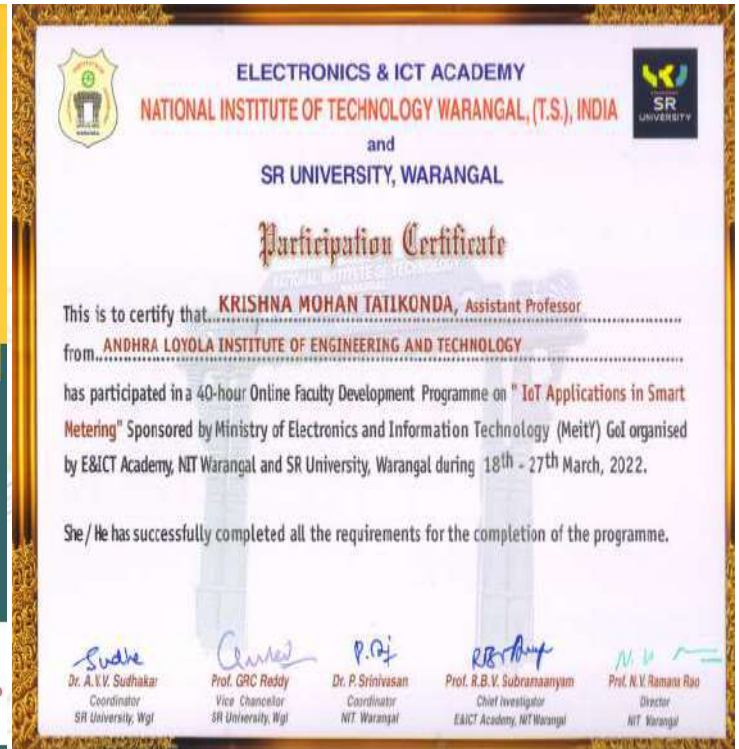 ELECTRONICS & ICT ACADEMY
NATIONAL INSTITUTE OF TECHNOLOGY WARANGAL, (T.S.), INDIA
and
SR UNIVERSITY, WARANGAL
SR
UNIVERSITY
WARANGAL
Participation Certificate
This is to certify that KRISHNA MOHAN TATIKONDA, Assistant Professor
from ANDHRA LOYOLA INSTITUTE OF ENGINEERING AND TECHNOLOGY
has participated in a 40-hour Online Faculty Development Programme on " IoT Applications in Smart
Metering" Sponsored by Ministry of Electronics and Information Technology (MeitY) GoI organised
by E&ICT Academy, NIT Warangal and SR University, Warangal during 18th - 27th March, 2022.
She / He has successfully completed all the requirements for the completion of the programme.
Sudha
Dr. A.V.V. Sudhakar
Coordinator
SR University, Wgl
Prof. GRC Reddy
Vice Chancellor
SR University, Wgl
Dr. P. Srinivasan
Coordinator
NIT Warangal
Prof. R.B.V. Subramaanyam
Chief Investigator
E&ICT Academy, NIT Warangal
Prof. N.V. Ramana Rao
Director
NIT Warangal